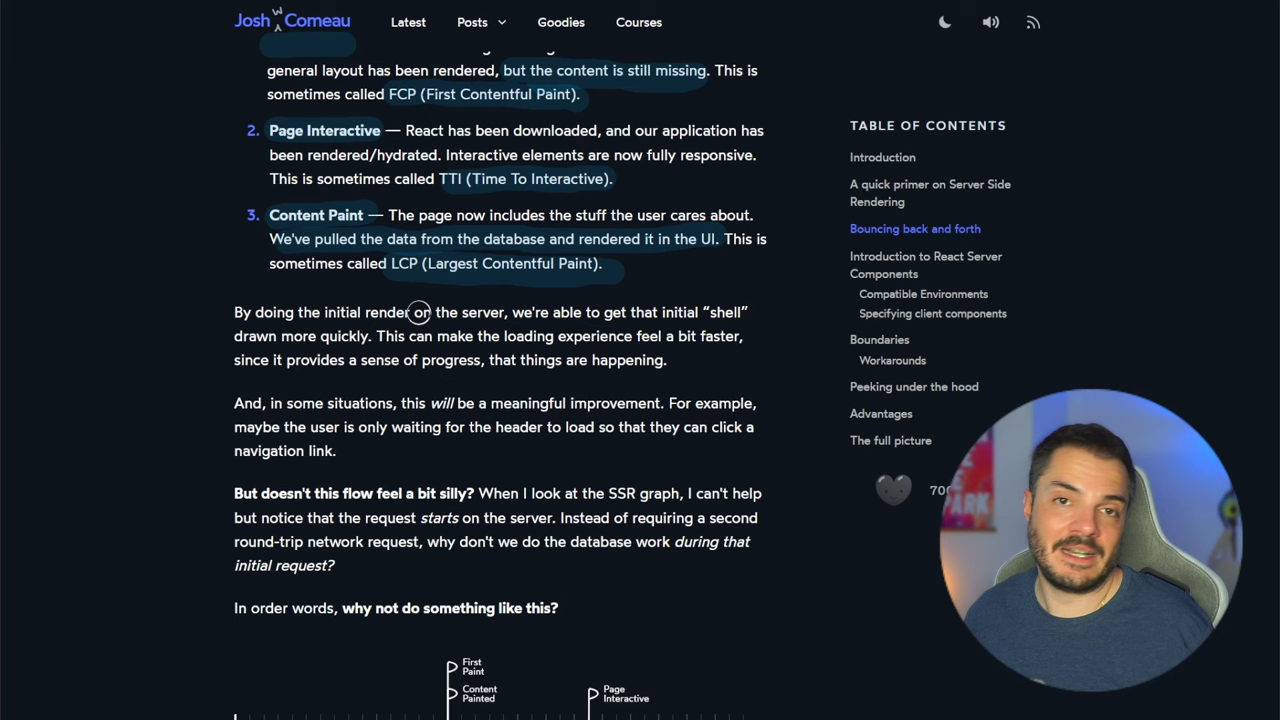 Josh W Comeau
Latest
Posts
Goodies
Courses
general layout has been rendered, but the content is still missing. This is
sometimes called FCP (First Contentful Paint).
2. Page Interactive — React has been downloaded, and our application has
been rendered/hydrated. Interactive elements are now fully responsive.
This is sometimes called TTI (Time To Interactive).
3. Content Paint — The page now includes the stuff the user cares about.
We've pulled the data from the database and rendered it in the UI. This is
sometimes called LCP (Largest Contentful Paint).
By doing the initial render on the server, we're able to get that initial “shell”
drawn more quickly. This can make the loading experience feel a bit faster,
since it provides a sense of progress, that things are happening.
And, in some situations, this will be a meaningful improvement. For example,
maybe the user is only waiting for the header to load so that they can click a
navigation link.
But doesn't this flow feel a bit silly? When I look at the SSR graph, I can't help
but notice that the request starts on the server. Instead of requiring a second
round-trip network request, why don't we do the database work during that
initial request?
In order words, why not do something like this?
First
Paint
Content
Painted
Page
Interactive
TABLE OF CONTENTS
Introduction
A quick primer on Server Side
Rendering
Bouncing back and forth
Introduction to React Server
Components
Compatible Environments
Specifying client components
Boundaries
Workarounds
Peeking under the hood
Advantages
The full picture
PARK